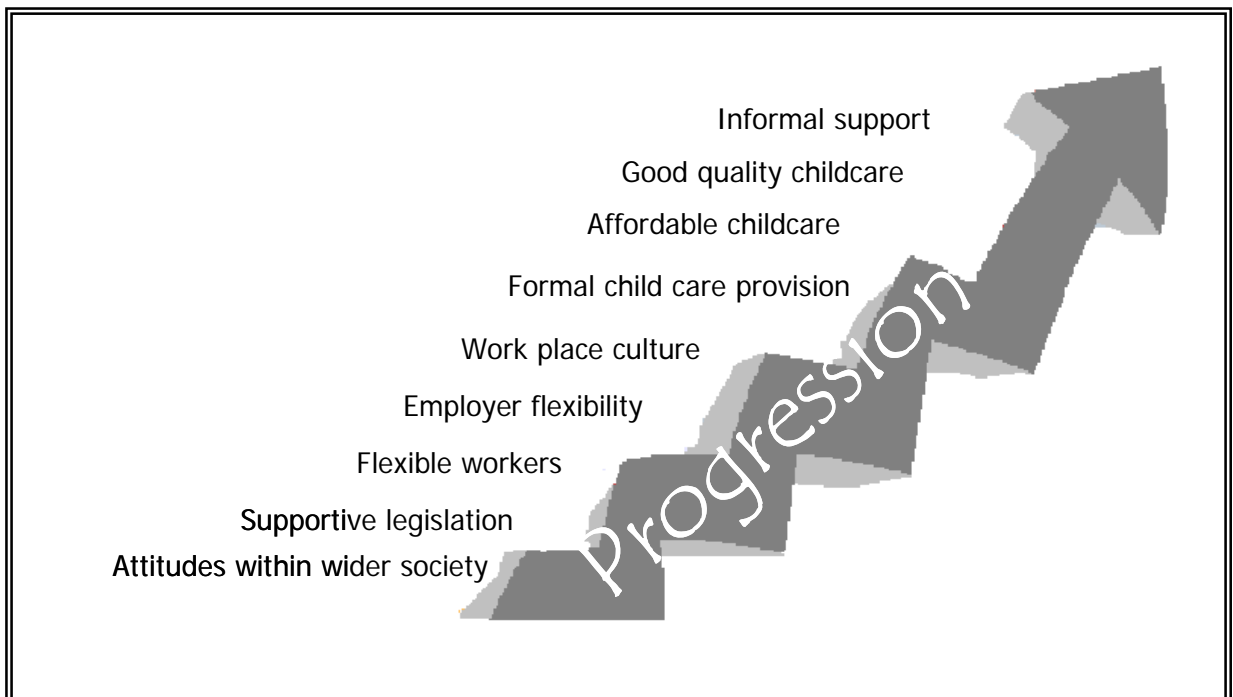 Informal support
Good quality childcare
Affordable childcare
Formal child care provision
Work place culture
Employer flexibility
Flexible workers
Supportive legislation
Attitudes within wider society
Progression